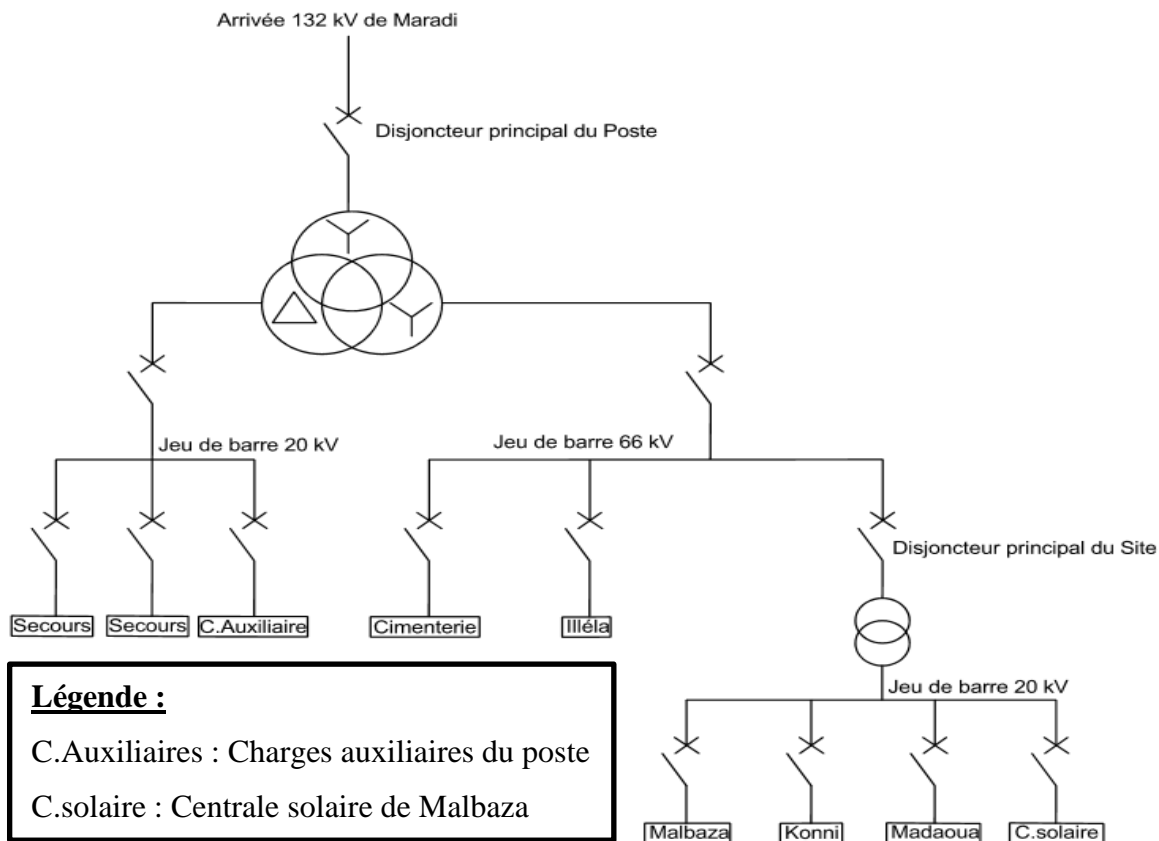 Arrivée 132 kV de Maradi
Disjoncteur principal du Poste
Jeu de barre 20 kV
Jeu de barre 66 kV
Disjoncteur principal du Site
Secours
Secours
C.Auxiliaire
Cimenterie
Illéla
Jeu de barre 20 kV
Légende :
C.Auxiliaires : Charges auxiliaires du poste
C.solaire : Centrale solaire de Malbaza
Malbaza
Konni
Madaoua
C.solaire